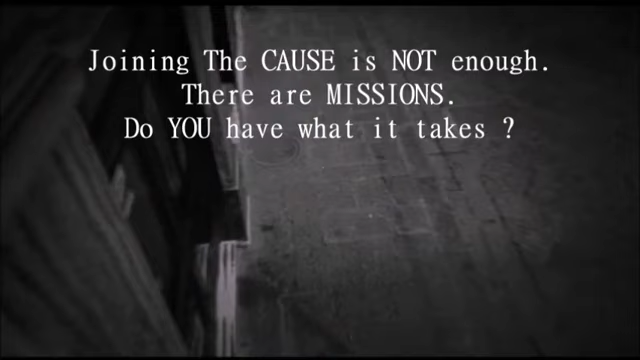 Joining The CAUSE is NOT enough.
There are MISSIONS.
Do YOU have what it takes ?